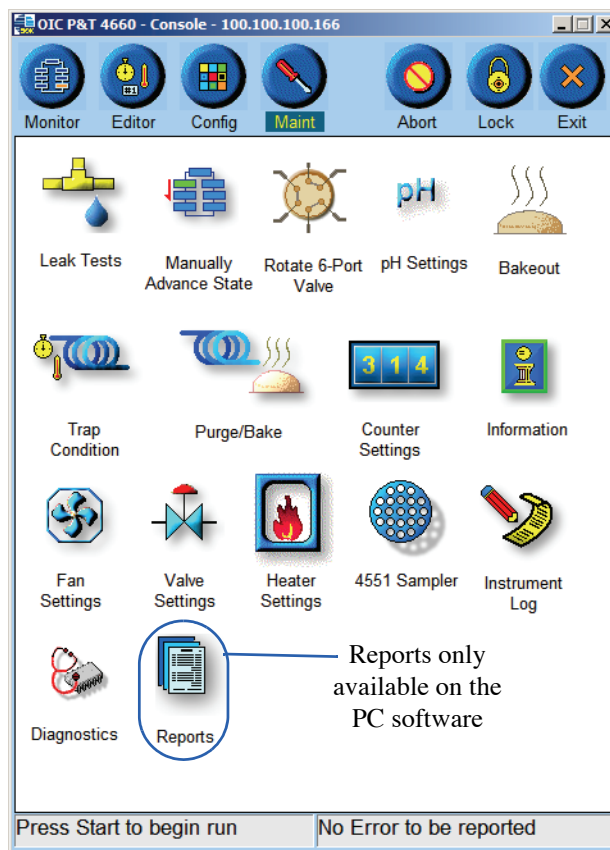 OIC P&T 4660 - Console - 100.100.100.166
#1
Monitor Editor Config Maint Abort Lock Exit
pH
Leak Tests
Manually
Advance State
Rotate 6-Port
Valve
pH Settings
Bakeout
3 1 4
Trap
Condition
Purge/Bake
Counter
Settings
Information
Fan
Settings
Valve
Settings
Heater
Settings
4551 Sampler
Instrument
Log
Diagnostics
Reports
Reports only
available on the
PC software
Press Start to begin run
No Error to be reported